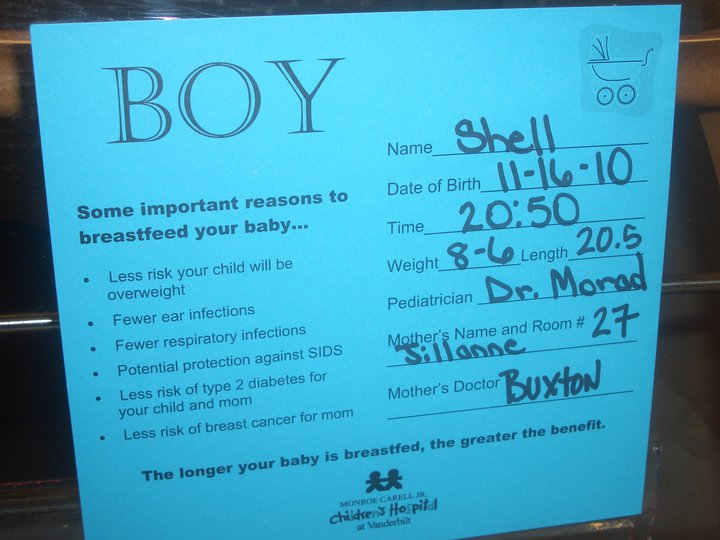 BOY
Some important reasons to
breastfeed your baby...
• Less risk your child will be
overweight
• Fewer ear infections
• Fewer respiratory infections
• Potential protection against SIDS
• Less risk of type 2 diabetes for
your child and mom
• Less risk of breast cancer for mom
Name Shell
Date of Birth 11-16-10
Time 20:50
Weight 8-6 Length 20.5
Pediatrician Dr. Morad
Mother's Name and Room # 27
Jillanne
Mother's Doctor BUXTON
The longer your baby is breastfed, the greater the benefit.
MONROE CARELL JR.
Children's Hospital
at Vanderbilt